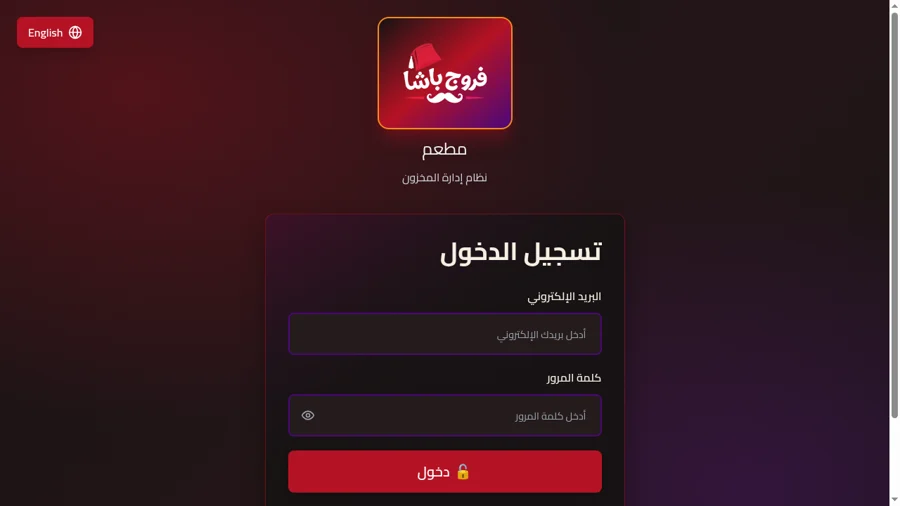 English
فروج باشا
مطعم
نظام إدارة المخزون
تسجيل الدخول
البريد الإلكتروني
أدخل بريدك الإلكتروني
كلمة المرور
أدخل كلمة المرور
🔓 دخول